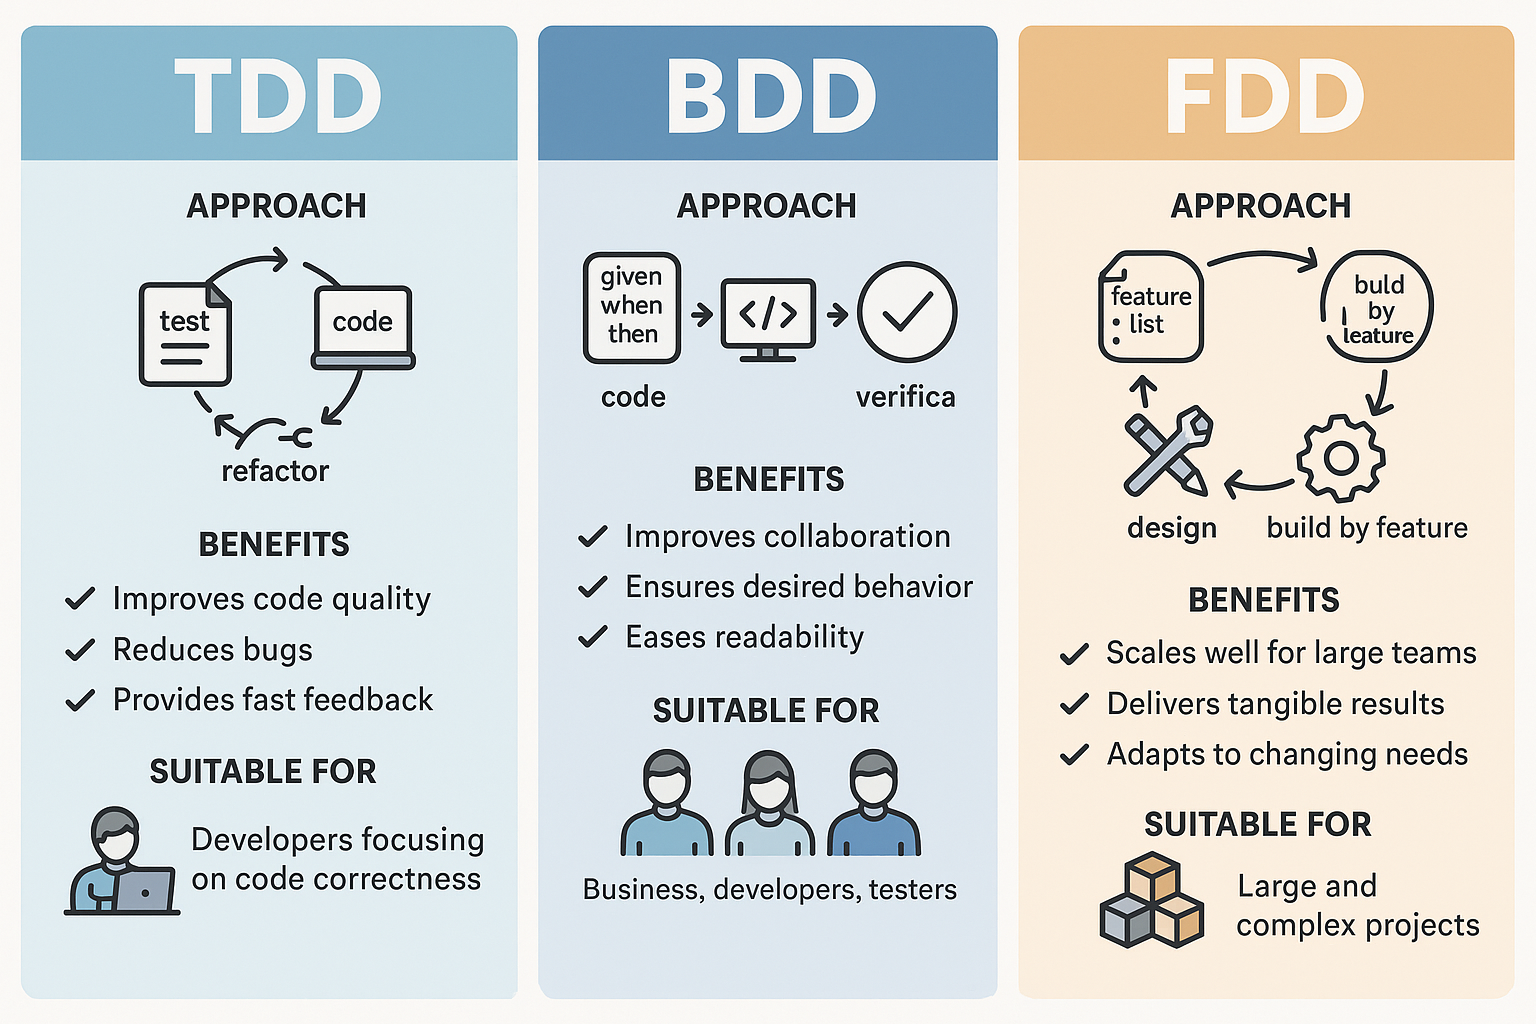 TDD
APPROACH
test
code
refactor
BENEFITS
Improves code quality
Reduces bugs
Provides fast feedback
SUITABLE FOR
Developers focusing
on code correctness
BDD
APPROACH
given
when
then
</>
code
verifica
BENEFITS
Improves collaboration
Ensures desired behavior
Eases readability
SUITABLE FOR
Business, developers, testers
FDD
APPROACH
feature
list
buld
by
leature
design
build by feature
BENEFITS
Scales well for large teams
Delivers tangible results
Adapts to changing needs
SUITABLE FOR
Large and
complex projects